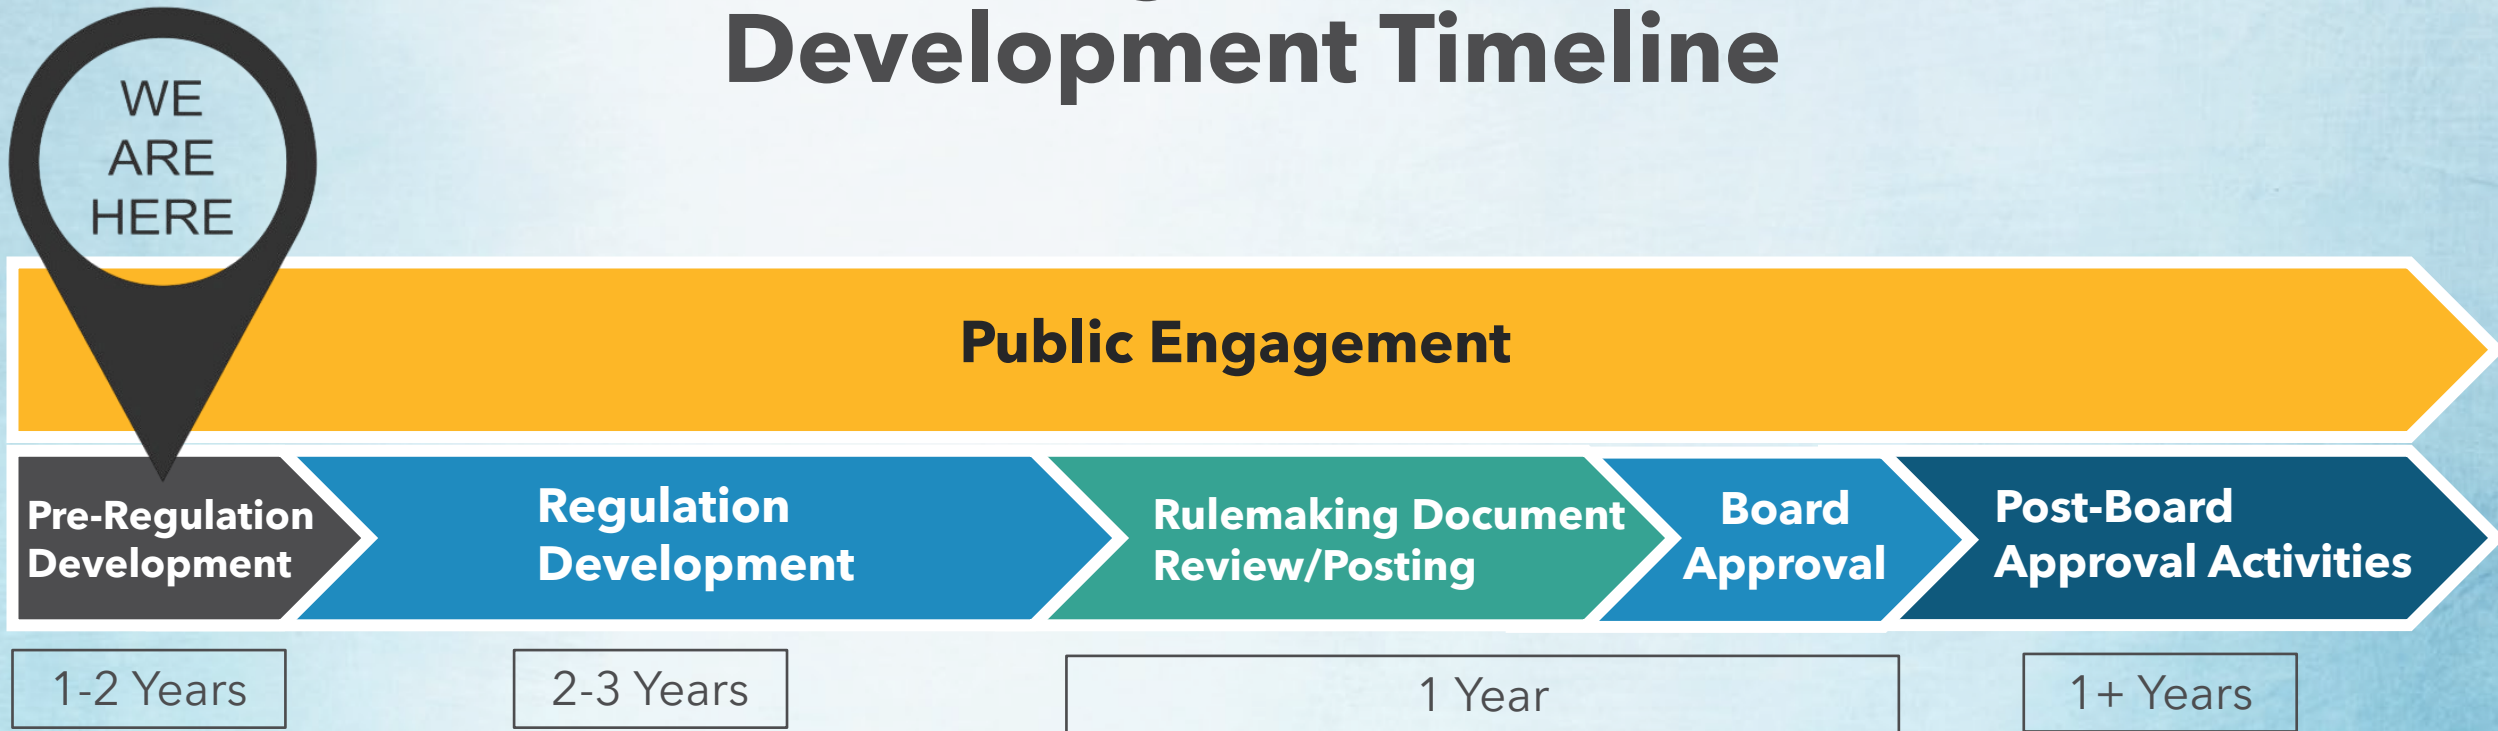 Development Timeline
WE
ARE
HERE
Public Engagement
Pre-Regulation
Development
Regulation
Development
Rulemaking Document
Review/Posting
Board
Approval
Post-Board
Approval Activities
1-2 Years
2-3 Years
1 Year
1+ Years